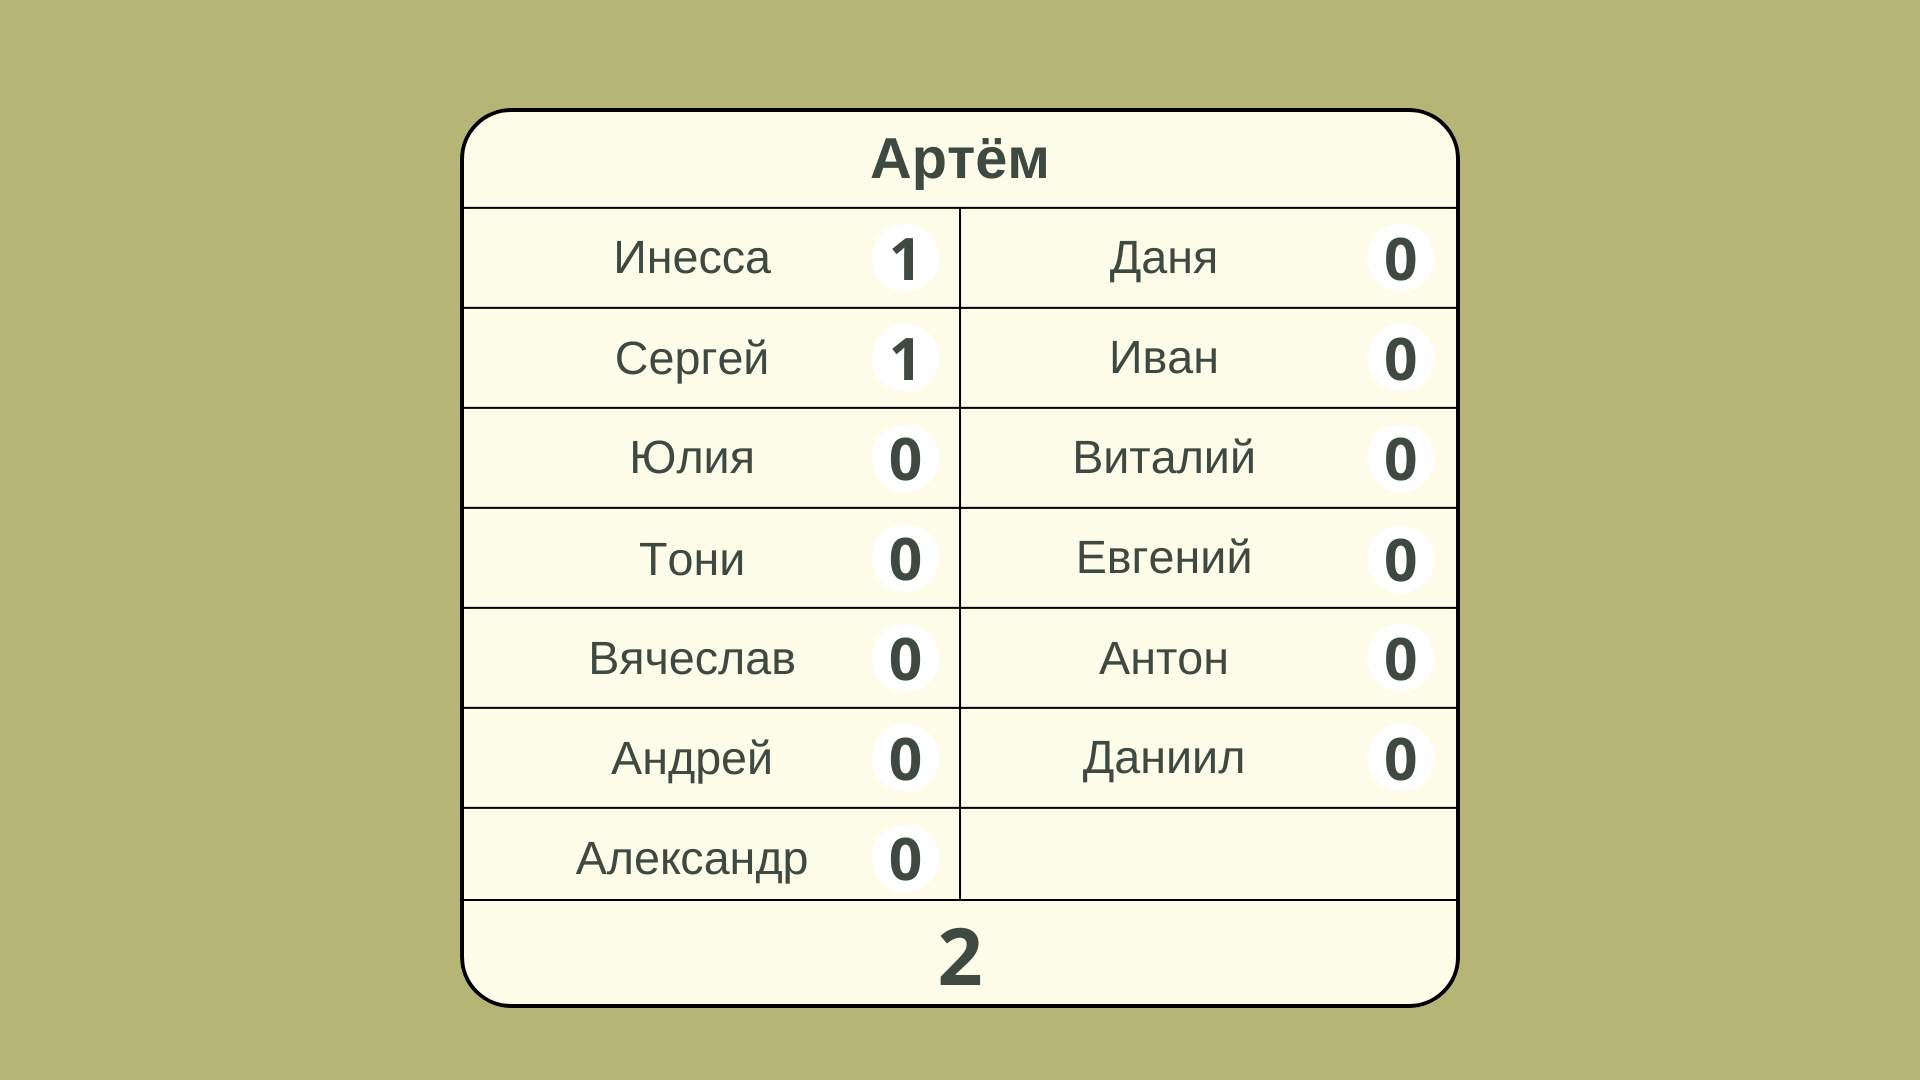 Артём
Инесса 1 Даня 0
Сергей 1 Иван 0
Юлия 0 Виталий 0
Тони 0 Евгений 0
Вячеслав 0 Антон 0
Андрей 0 Даниил 0
Александр 0
2